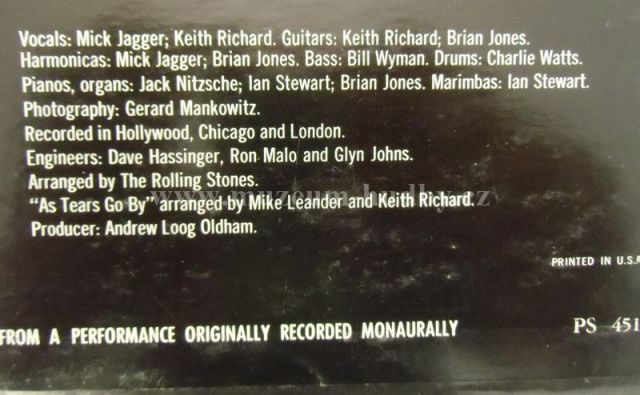 Vocals: Mick Jagger; Keith Richard. Guitars: Keith Richard; Brian Jones.
Harmonicas: Mick Jagger; Brian Jones. Bass: Bill Wyman. Drums: Charlie Watts.
Pianos, organs: Jack Nitzsche; Ian Stewart; Brian Jones. Marimbas: Ian Stewart.
Photography: Gerard Mankowitz.
Recorded in Hollywood, Chicago and London.
Engineers: Dave Hassinger, Ron Malo and Glyn Johns.
Arranged by The Rolling Stones.
www.muzeum.hudby.cz
"As Tears Go By" arranged by Mike Leander and Keith Richard.
Producer: Andrew Loog Oldham.
PRINTED IN U.S.A
FROM A PERFORMANCE ORIGINALLY RECORDED MONAURALLY PS 451